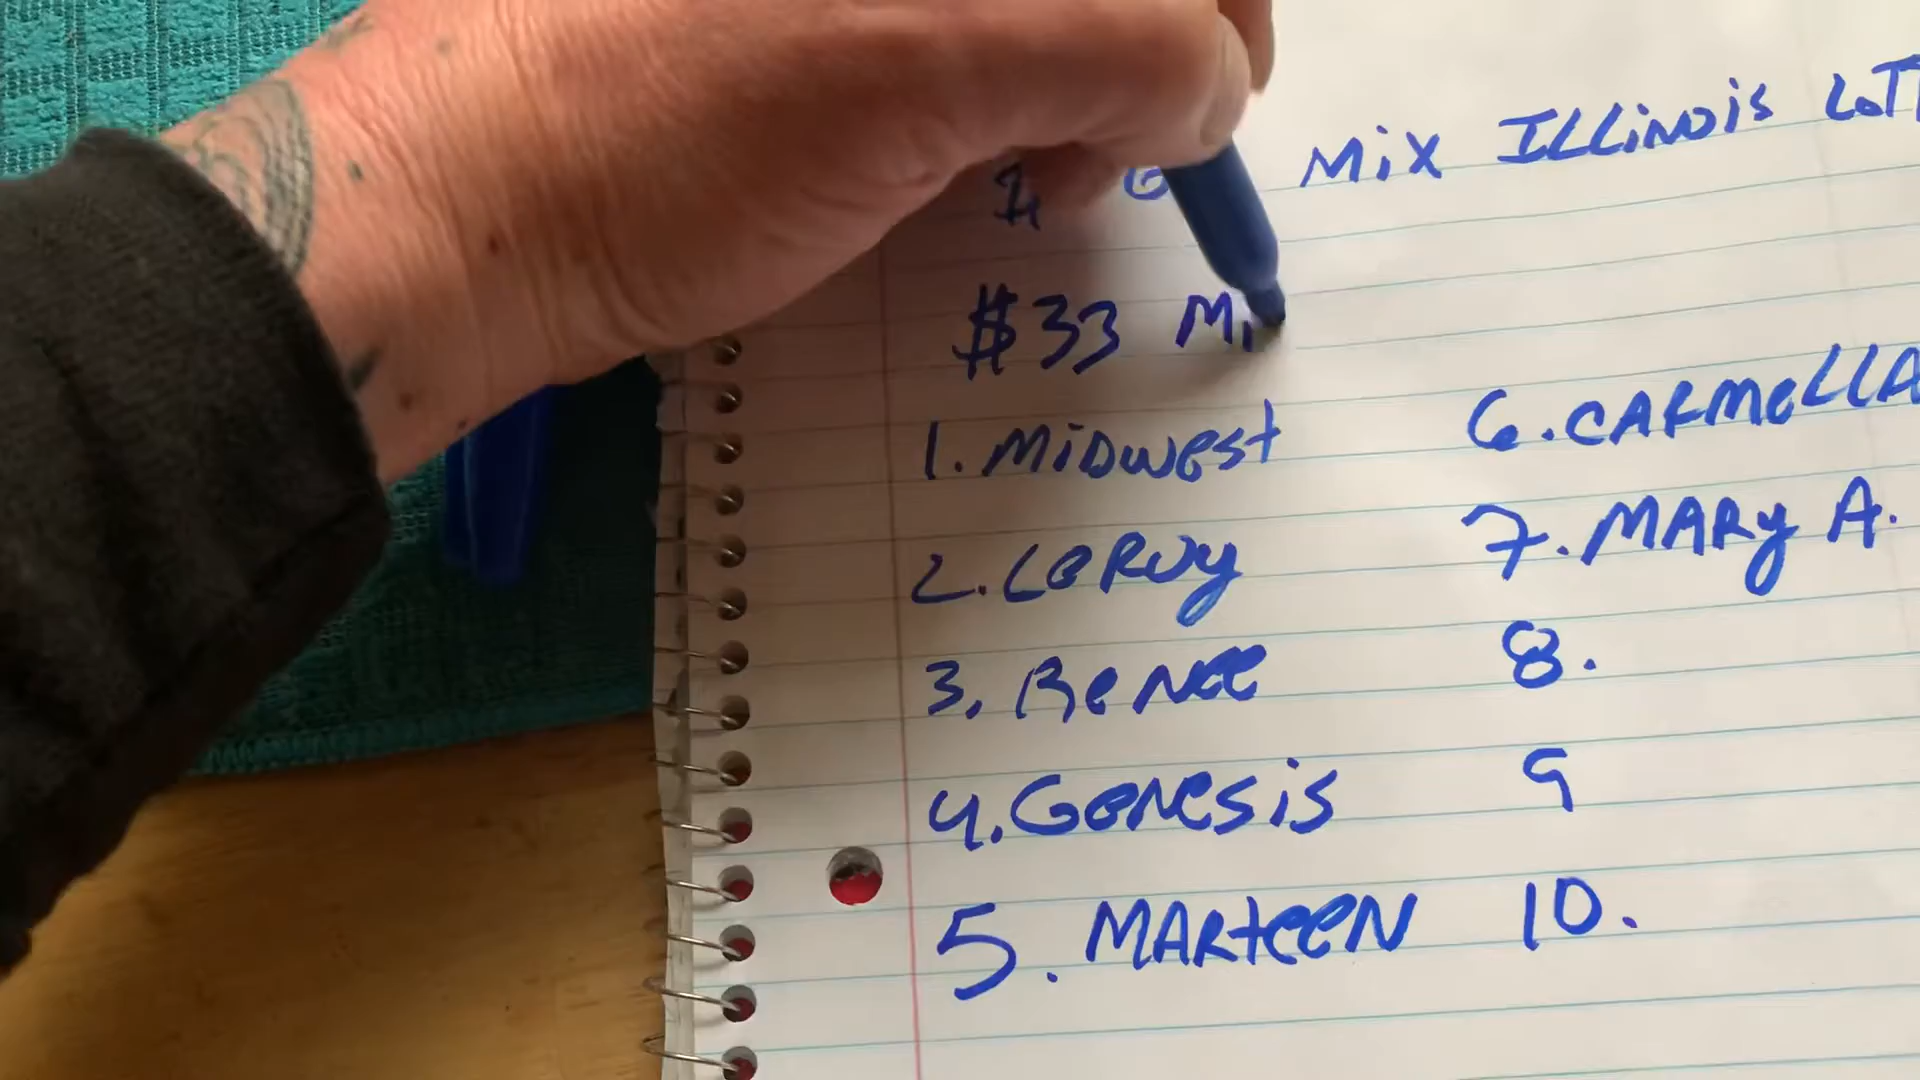 Mix ILLiNois
$33 Mi
1. MiDwest
2. LeRoy
3. ReNee
4. GeNesis
5. MARteeN
6. CARMeLLA
7. MARy A.
8.
9
10.